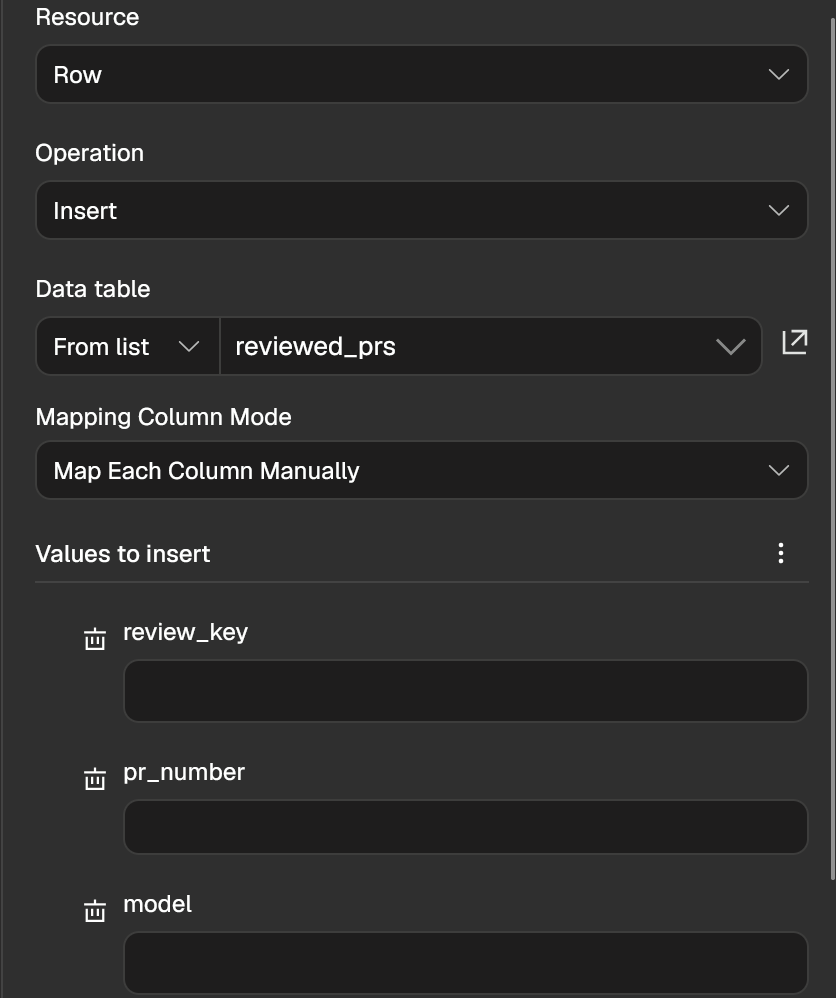 Resource
Row
Operation
Insert
Data table
From list
reviewed_prs
Mapping Column Mode
Map Each Column Manually
Values to insert
review_key
pr_number
model